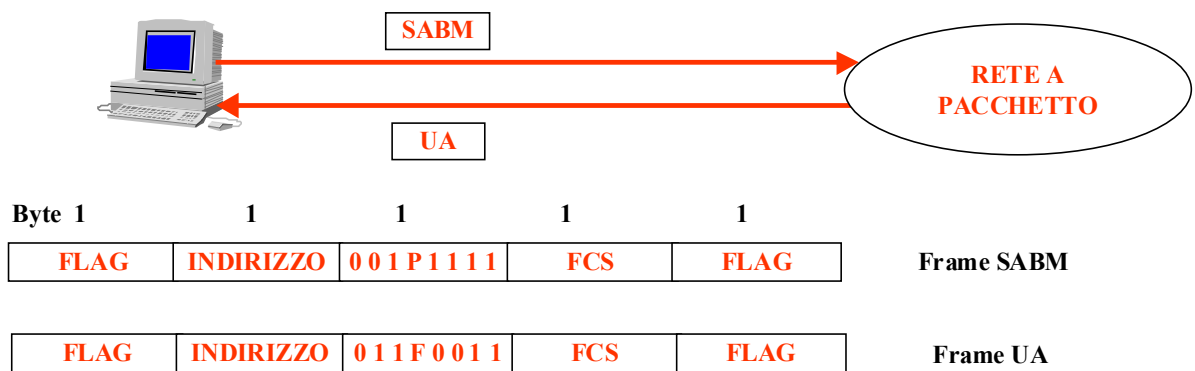 SABM
RETE A
PACCHETTO
UA
Byte 1 1 1 1 1
FLAG INDIRIZZO 0 0 1 P 1 1 1 1 FCS FLAG Frame SABM
FLAG INDIRIZZO 0 1 1 F 0 0 1 1 FCS FLAG Frame UA